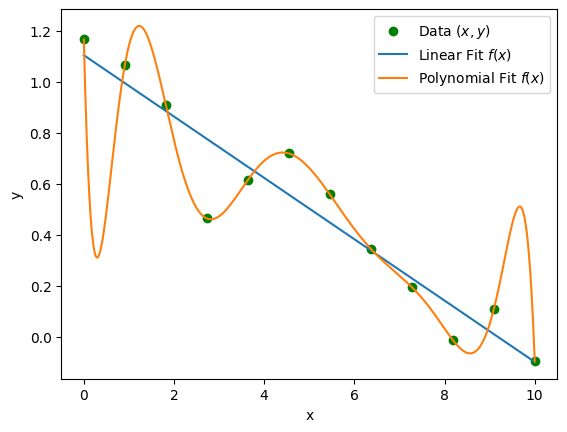 Data (x, y)
Linear Fit f(x)
Polynomial Fit f(x)
1.2
1.0
0.8
0.6
0.4
0.2
0.0
y
0 2 4 6 8 10
x